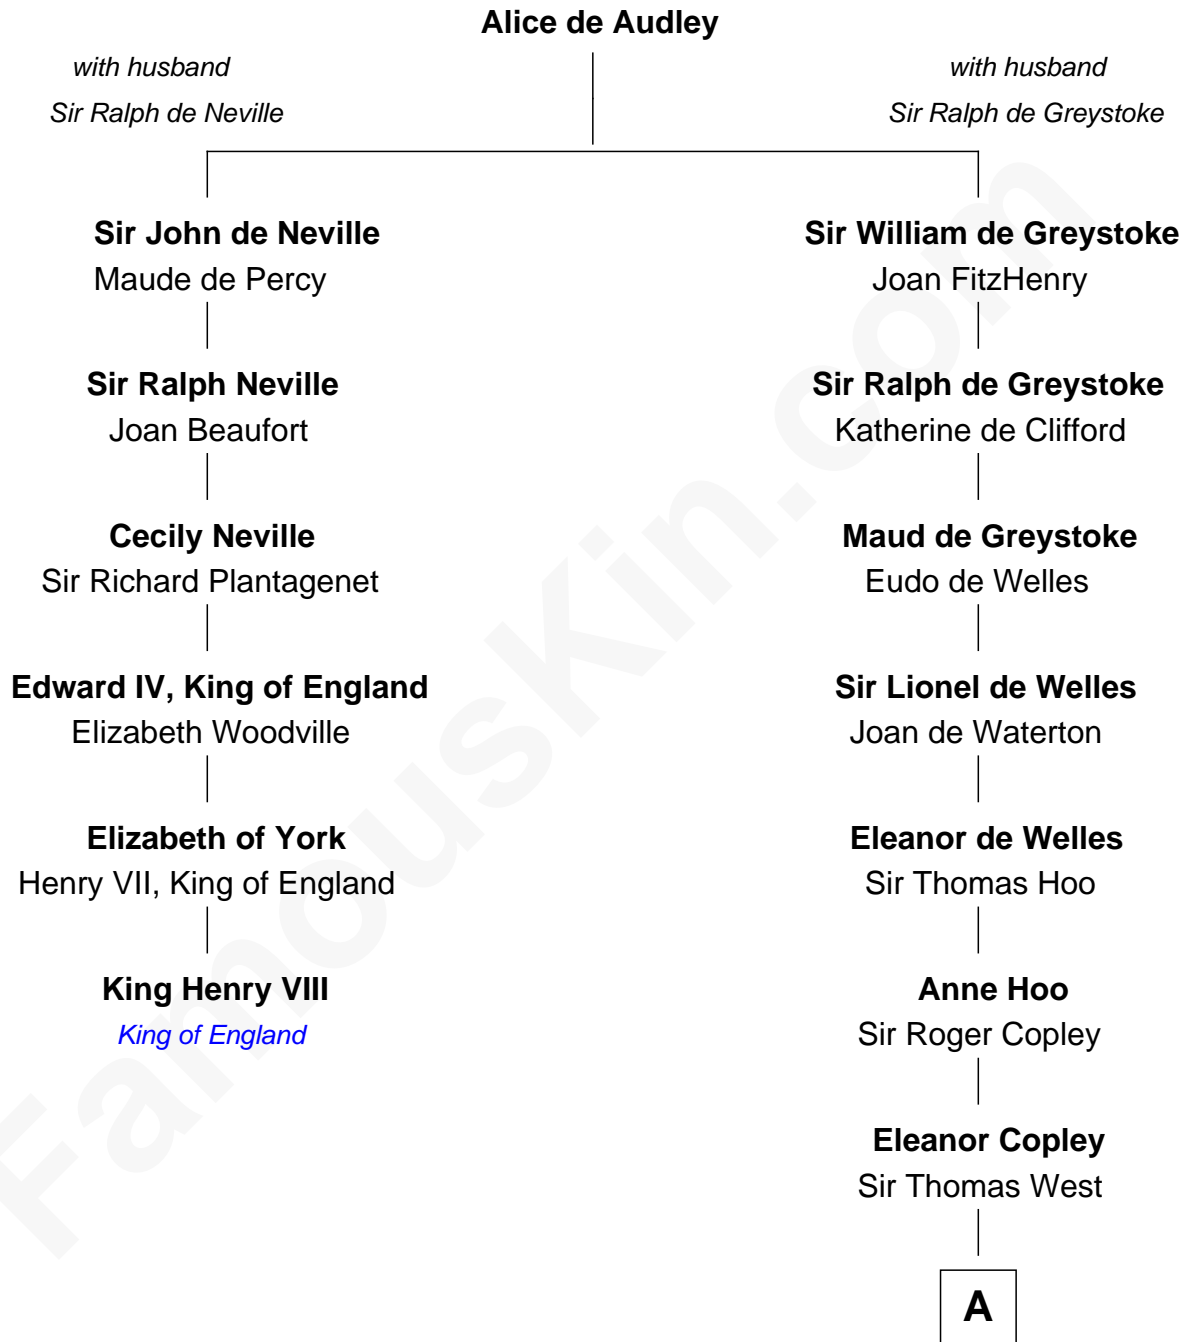 Alice de Audley
with husband
Sir Ralph de Neville
with husband
Sir Ralph de Greystoke
Sir John de Neville
Maude de Percy
Sir William de Greystoke
Joan FitzHenry
Sir Ralph Neville
Joan Beaufort
Sir Ralph de Greystoke
Katherine de Clifford
Cecily Neville
Sir Richard Plantagenet
Maud de Greystoke
Eudo de Welles
Edward IV, King of England
Elizabeth Woodville
Sir Lionel de Welles
Joan de Waterton
Elizabeth of York
Henry VII, King of England
Eleanor de Welles
Sir Thomas Hoo
King Henry VIII
King of England
Anne Hoo
Sir Roger Copley
Eleanor Copley
Sir Thomas West
A
FamousKin.com